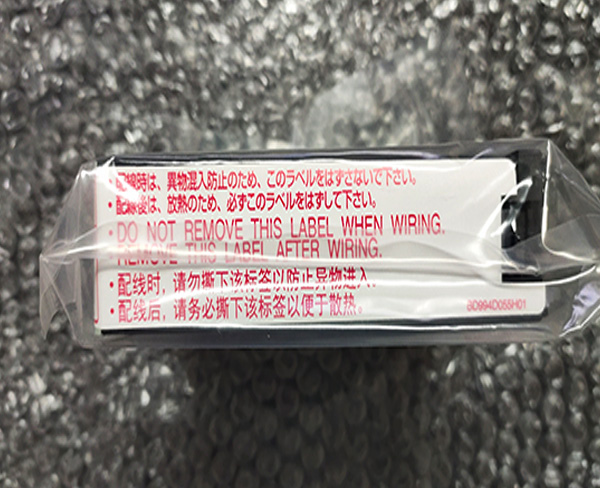 ・配線時は、異物混入防止のため、このラベルをはずさないで下さい。
・配線後は、放熱のため、必ずこのラベルをはずして下さい。
・DO NOT REMOVE THIS LABEL WHEN WIRING.
・REMOVE THIS LABEL AFTER WIRING.
・配线时，请勿撕下该标签以防止异物进入.
・配线后，请务必撕下该标签以便于散热。
BD994D055H01